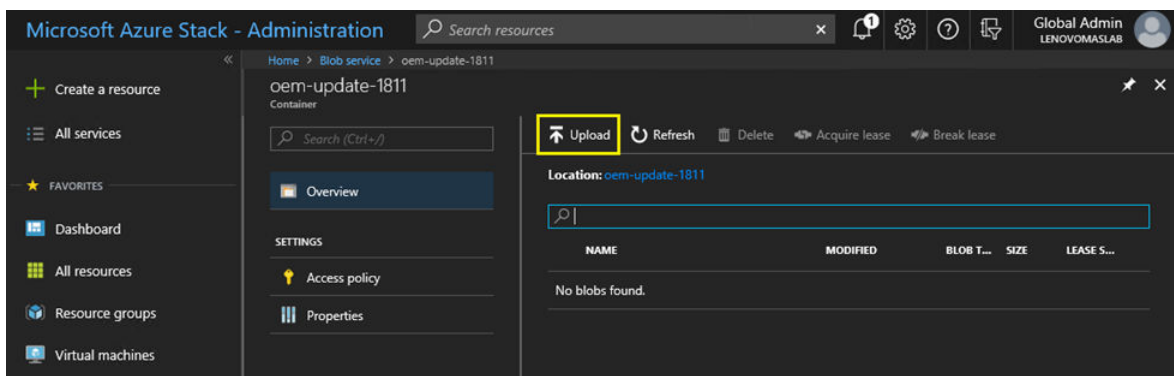 Microsoft Azure Stack - Administration
Search resources
1
Global Admin
LENOVOMASLAB
Home > Blob service > oem-update-1811
Create a resource
All services
FAVORITES
Dashboard
All resources
Resource groups
Virtual machines
oem-update-1811
Container
Search (Ctrl+/)
Overview
SETTINGS
Access policy
Properties
Upload Refresh Delete Acquire lease Break lease
Location: oem-update-1811
NAME MODIFIED BLOB T... SIZE LEASE S...
No blobs found.